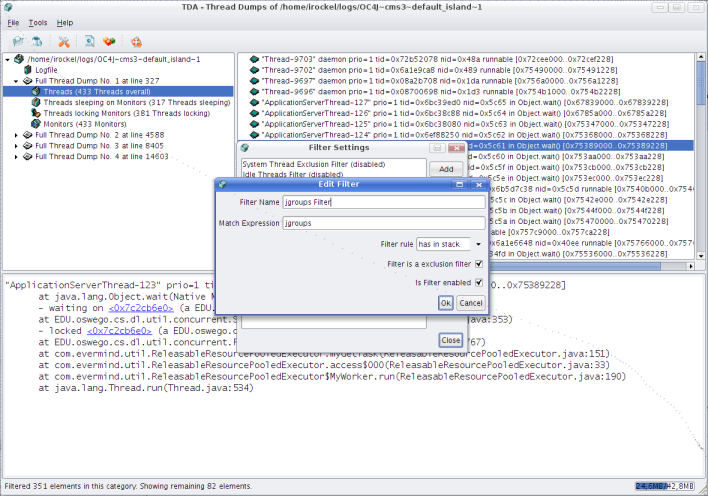 TDA - Thread Dumps of /home/irockel/logs/OC4J~cms3~default_island~1
File Tools Help
/home/irockel/logs/OC4J~cms3~default_island~1
Logfile
Full Thread Dump No. 1 at line 327
Threads (433 Threads overall)
Threads sleeping on Monitors (317 Threads sleeping)
Threads locking Monitors (381 Threads locking)
Monitors (433 Monitors)
Full Thread Dump No. 2 at line 4588
Full Thread Dump No. 3 at line 8405
Full Thread Dump No. 4 at line 14603
"Thread-9703" daemon prio=1 tid=0x72b52078 nid=0x48a runnable [0x72cee000..0x72cef228]
"Thread-9702" daemon prio=1 tid=0x6a1e9ca8 nid=0x489 runnable [0x75490000..0x75491228]
"Thread-9697" daemon prio=1 tid=0x08a2b708 nid=0x1da runnable [0x756a0000..0x756a1228]
"Thread-9696" daemon prio=1 tid=0x08700698 nid=0x1d3 runnable [0x754b1000..0x754b2228]
"ApplicationServerThread-127" prio=1 tid=0x6bc39ed0 nid=0x5c65 in Object.wait() [0x67839000..0x67839228]
"ApplicationServerThread-126" prio=1 tid=0x6bc38c88 nid=0x5c64 in Object.wait() [0x6785a000..0x6785a228]
"ApplicationServerThread-125" prio=1 tid=0x6bc38080 nid=0x5c63 in Object.wait() [0x75347000..0x75347228]
"ApplicationServerThread-124" prio=1 tid=0x6ef88250 nid=0x5c62 in Object.wait() [0x75368000..0x75368228]
d=0x5c61 in Object.wait() [0x75389000..0x75389228]
d=0x5c60 in Object.wait() [0x753aa000..0x753aa228]
d=0x5c5f in Object.wait() [0x753cb000..0x753cb228]
d=0x5c5e in Object.wait() [0x753ec000..0x753ec228]
6b5d7c38 nid=0x5c5d runnable [0x7540b000..0x7540
=0x5c5c in Object.wait() [0x7542e000..0x7542e228]
=0x5c5b in Object.wait() [0x7544f000..0x7544f228]
=0x5c5a in Object.wait() [0x75470000..0x75470228]
able [0x757c9000..0x757ca228]
6a1e6648 nid=0x40ee runnable [0x75766000..0x7576
Filter Settings
System Thread Exclusion Filter (disabled)
Idle Threads Filter (disabled)
Add
Edit Filter
Filter Name jgroups Filter
Match Expression jgroups
Filter rule has in stack
Filter is a exclusion filter
Is Filter enabled
Ok Cancel
Close
"ApplicationServerThread-123" prio=1 ti
000..0x75389228]
at java.lang.Object.wait(Native M
- waiting on <0x7c2cb6e0> (a EDU.
at EDU.oswego.cs.dl.util.concurrent.S
java:353)
- locked <0x7c2cb6e0> (a EDU.oswego.c
at EDU.oswego.cs.dl.util.concurrent.
67)
at com.evermind.util.ReleasableResourcePooledExecutor.myGetTask(ReleasableResourcePooledExecutor.java:151)
at com.evermind.util.ReleasableResourcePooledExecutor.access$000(ReleasableResourcePooledExecutor.java:33)
at com.evermind.util.ReleasableResourcePooledExecutor$MyWorker.run(ReleasableResourcePooledExecutor.java:190)
at java.lang.Thread.run(Thread.java:534)
Filtered 351 elements in this category. Showing remaining 82 elements.
24,6MB/42,8MB